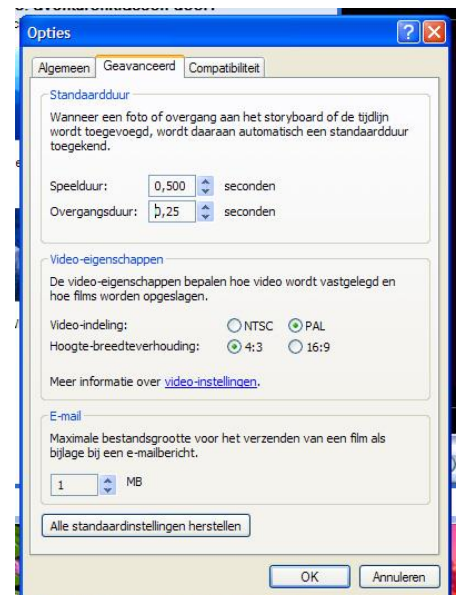 Opties
Algemeen Geavanceerd Compatibiliteit
Standaardduur
Wanneer een foto of overgang aan het storyboard of de tijdlijn
wordt toegevoegd, wordt daaraan automatisch een standaardduur
toegekend.
Speelduur: 0,500 seconden
Overgangsduur: 0,25 seconden
Video-eigenschappen
De video-eigenschappen bepalen hoe video wordt vastgelegd en
hoe films worden opgeslagen.
Video-indeling: NTSC PAL
Hoogte-breedteverhouding: 4:3 16:9
Meer informatie over video-instellingen.
E-mail
Maximale bestandsgrootte voor het verzenden van een film als
bijlage bij een e-mailbericht.
1 MB
Alle standaardinstellingen herstellen
OK Annuleren